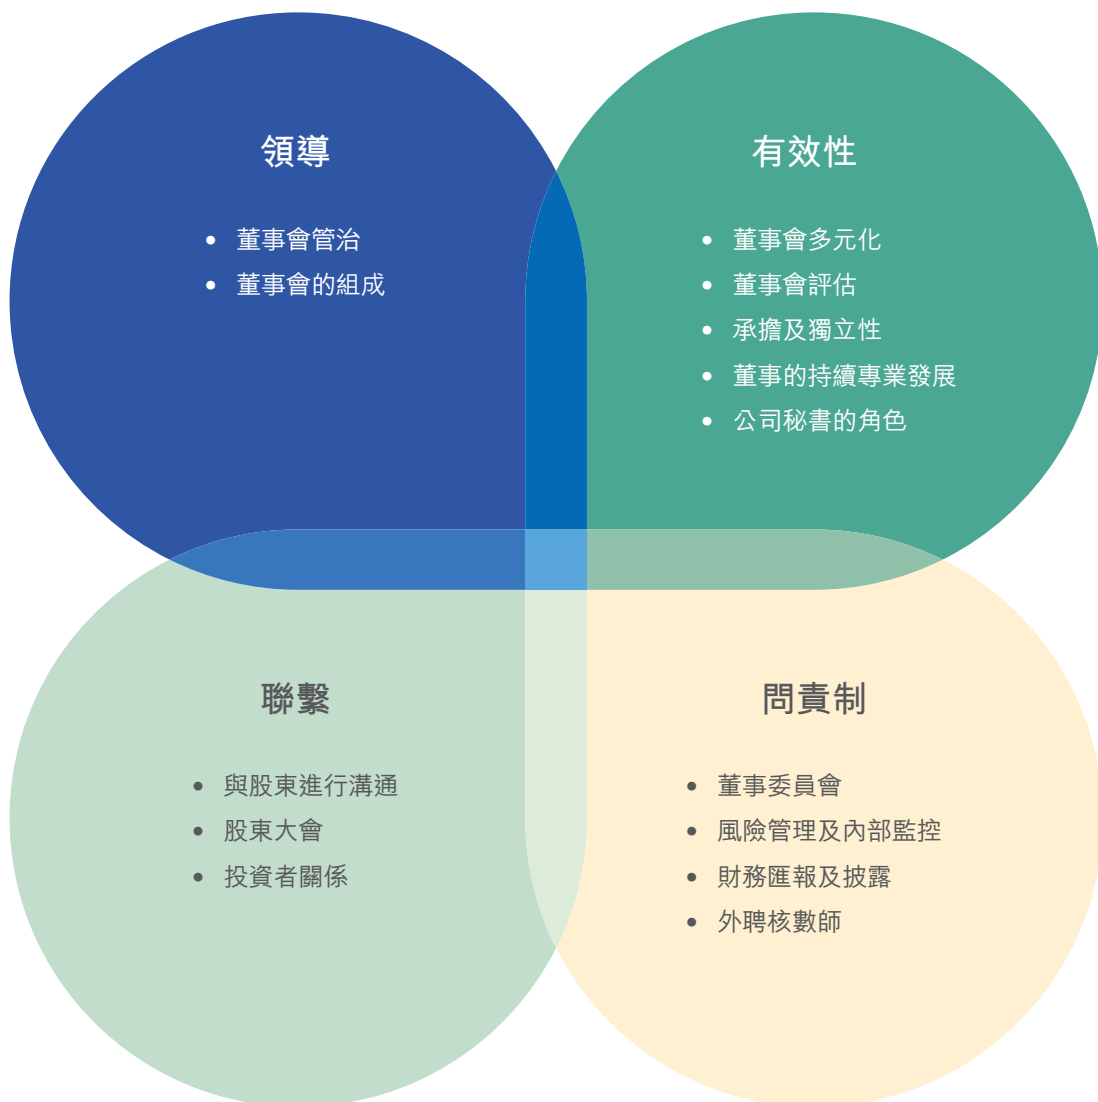 領導
• 董事會管治
• 董事會的組成
有效性
• 董事會多元化
• 董事會評估
• 承擔及獨立性
• 董事的持續專業發展
• 公司秘書的角色
聯繫
• 與股東進行溝通
• 股東大會
• 投資者關係
問責制
• 董事委員會
• 風險管理及內部監控
• 財務匯報及披露
• 外聘核數師